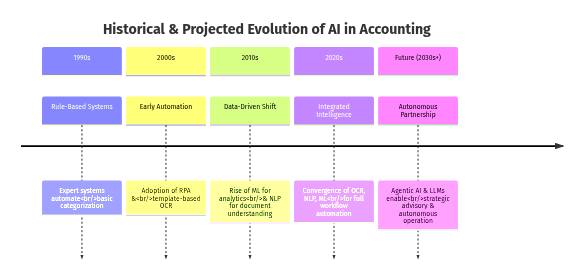 Historical & Projected Evolution of AI in Accounting
1990s
2000s
2010s
2020s
Future (2030s+)
Rule-Based Systems
Early Automation
Data-Driven Shift
Integrated
Intelligence
Autonomous
Partnership
Expert systems
automate<br/>basic
categorization
Adoption of RPA
&<br/>template-based
OCR
Rise of ML for
analytics<br/>& NLP
for document
understanding
Convergence of OCR,
NLP, ML<br/>for full
workflow
automation
Agentic AI & LLMs
enable<br/>strategic
advisory &
autonomous
operation